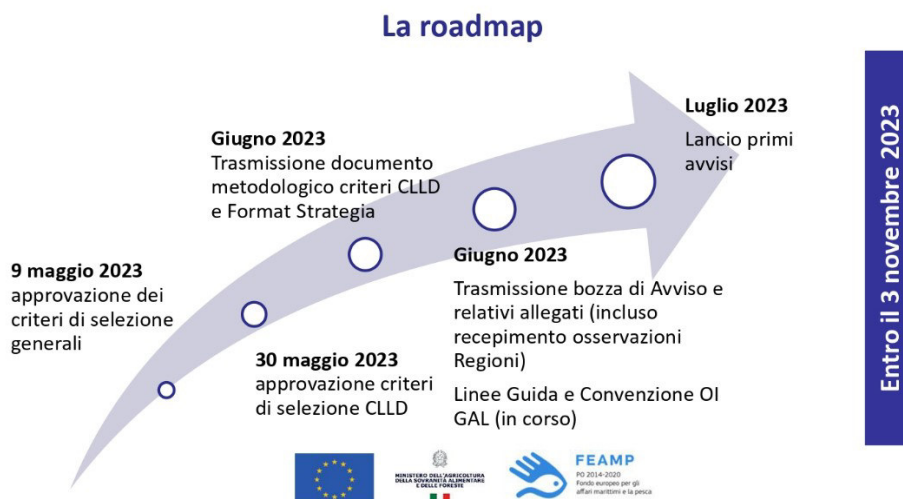 La roadmap
Luglio 2023
Lancio primi
avvisi
Giugno 2023
Trasmissione documento
metodologico criteri CLLD
e Format Strategia
9 maggio 2023
approvazione dei
criteri di selezione
generali
Giugno 2023
Trasmissione bozza di Avviso e
relativi allegati (incluso
recepimento osservazioni
Regioni)
Linee Guida e Convenzione OI
GAL (in corso)
30 maggio 2023
approvazione criteri
di selezione CLLD
Entro il 3 novembre 2023
MINISTERO DELL'AGRICOLTURA
DELLA SOVRANITÀ ALIMENTARE
E DELLE FORESTE
FEAMP
PO 2014-2020
Fondo europeo per gli
affari marittimi e la pesca